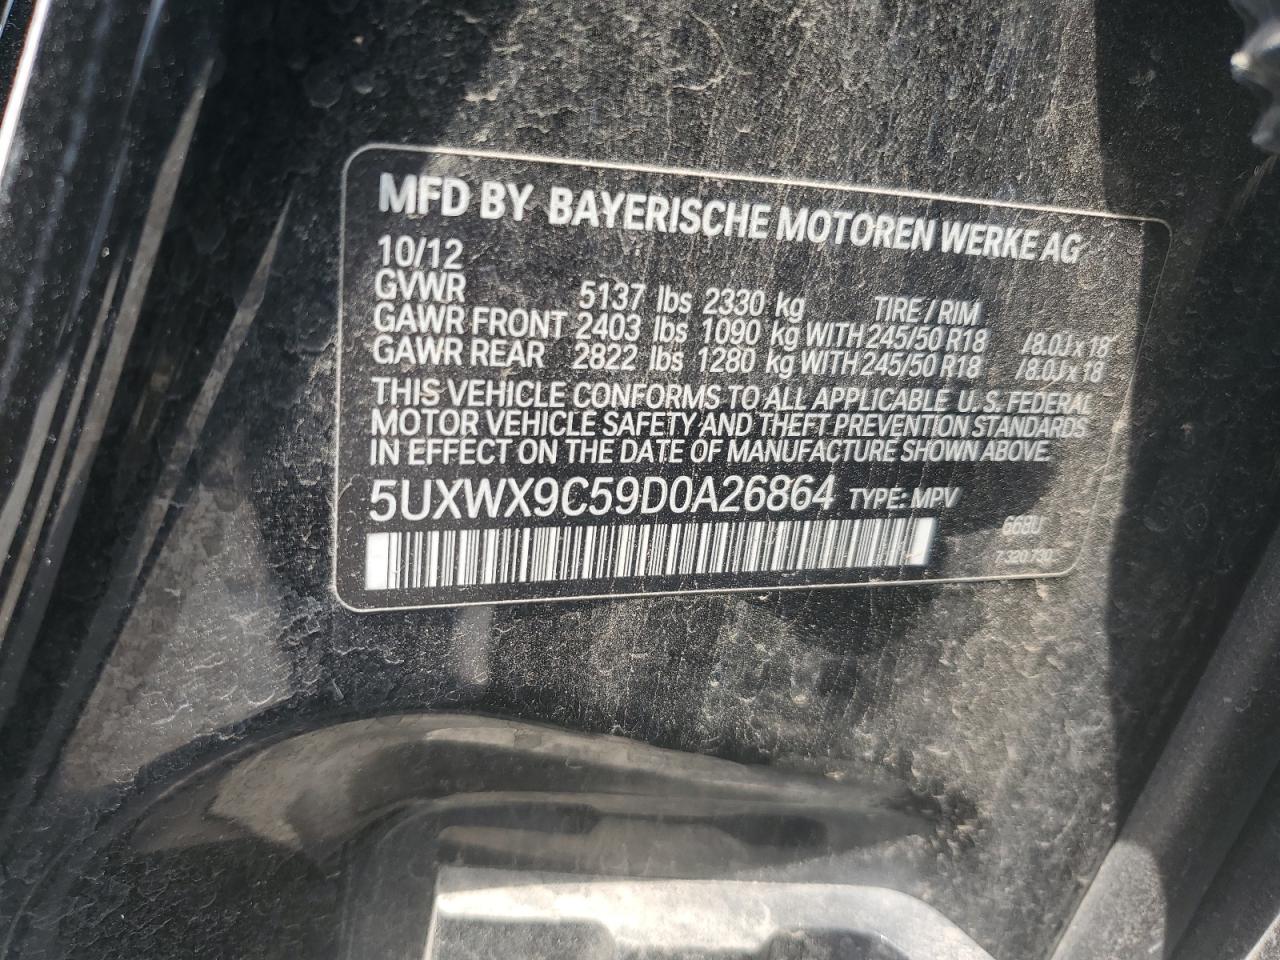 MFD BY BAYERISCHE MOTOREN WERKE AG
10/12
GVWR 5137 lbs 2330 kg TIRE / RIM
GAWR FRONT 2403 lbs 1090 kg WITH 245/50 R18 /8.0J x 18
GAWR REAR 2822 lbs 1280 kg WITH 245/50 R18 /8.0J x 18
THIS VEHICLE CONFORMS TO ALL APPLICABLE U.S. FEDERAL
MOTOR VEHICLE SAFETY AND THEFT PREVENTION STANDARDS
IN EFFECT ON THE DATE OF MANUFACTURE SHOWN ABOVE.
5UXWX9C59D0A26864 TYPE: MPV
668U
7.320.730